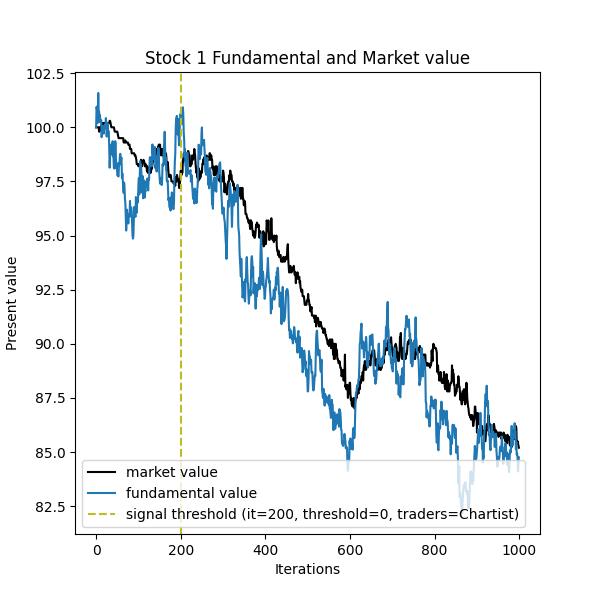 Stock 1 Fundamental and Market value
102.5
100.0
97.5
95.0
92.5
90.0
87.5
85.0
82.5
Present value
market value
fundamental value
signal threshold (it=200, threshold=0, traders=Chartist)
0 200 400 600 800 1000
Iterations